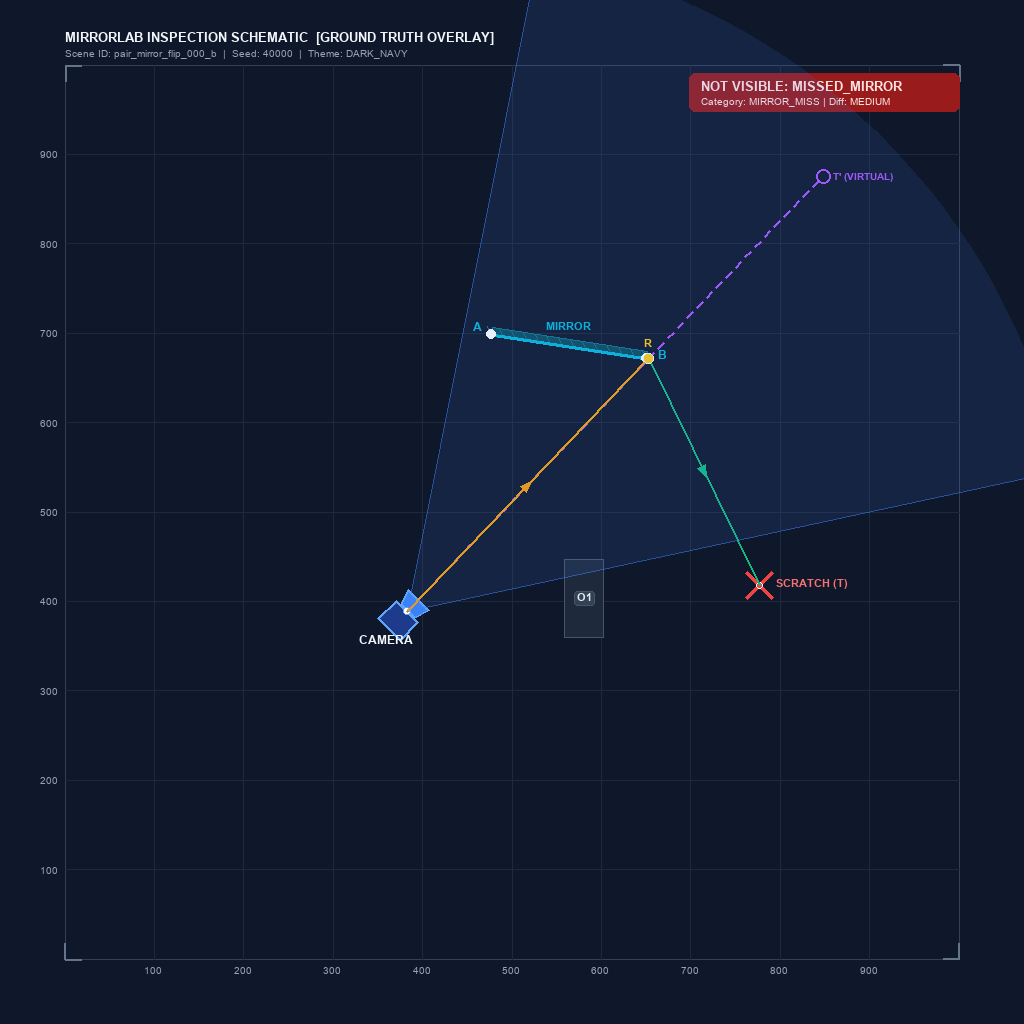 MIRRORLAB INSPECTION SCHEMATIC [GROUND TRUTH OVERLAY]
Scene ID: pair_mirror_flip_000_b | Seed: 40000 | Theme: DARK_NAVY
NOT VISIBLE: MISSED_MIRROR
Category: MIRROR_MISS | Diff: MEDIUM
900
T' (VIRTUAL)
800
700
A
MIRROR
R
B
600
500
SCRATCH (T)
O1
400
CAMERA
300
200
100
100 200 300 400 500 600 700 800 900